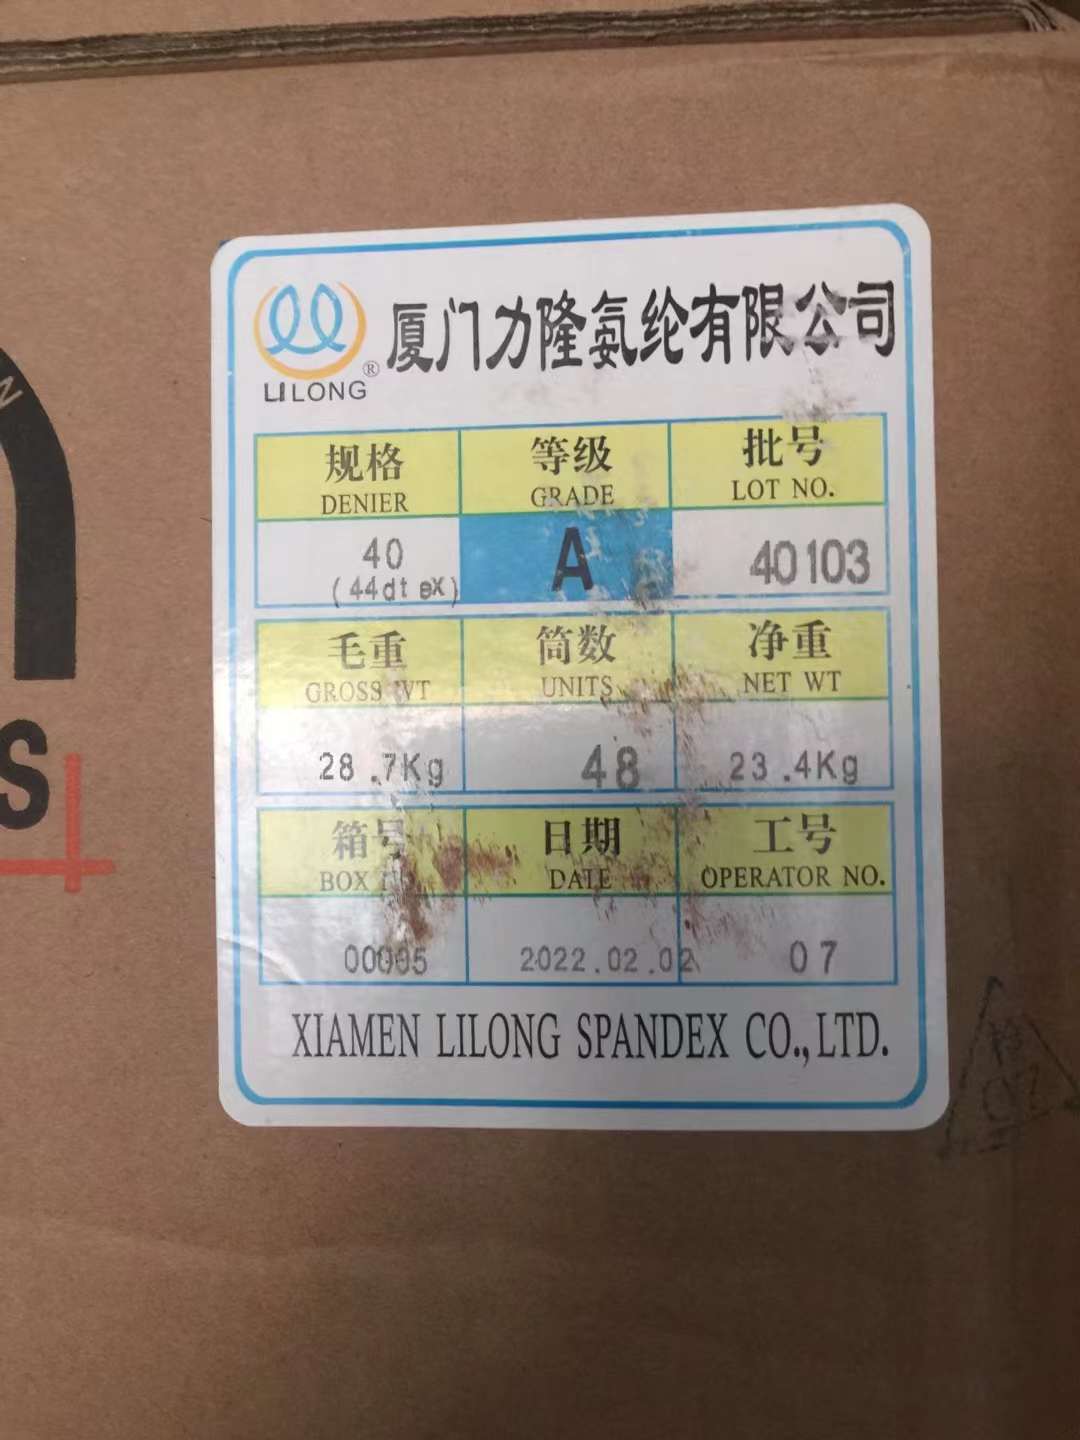 厦门力隆氨纶有限公司
LILONG®
规格 等级 批号
DENIER GRADE LOT NO.
40 A 40103
(44dtex)
毛重 筒数 净重
GROSS WT UNITS NET WT
28.7Kg 48 23.4Kg
箱号 日期 工号
BOX NO. DATE OPERATOR NO.
00005 2022.02.02 07
XIAMEN LILONG SPANDEX CO.,LTD.
S